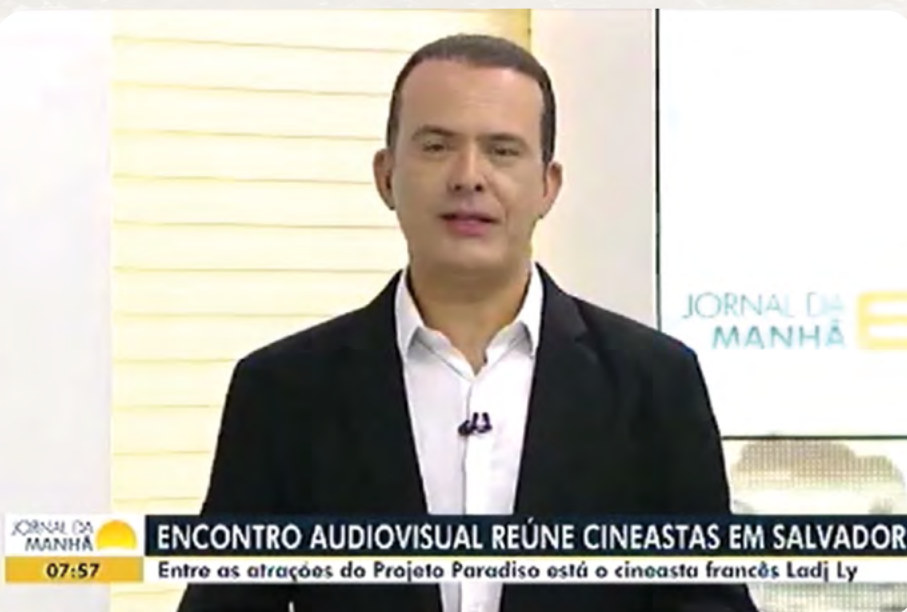 JORNAL DA
MANHÃ
JORNAL DA
MANHÃ
07:57
ENCONTRO AUDIOVISUAL REÚNE CINEASTAS EM SALVADOR
Entre as atrações do Projeto Paradiso está o cineasta francês Ladj Ly